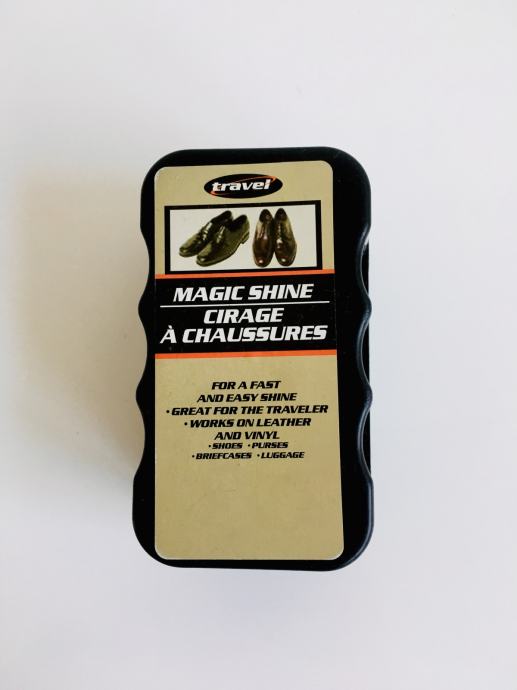 travel
MAGIC SHINE
CIRAGE
À CHAUSSURES
FOR A FAST
AND EASY SHINE
• GREAT FOR THE TRAVELER
• WORKS ON LEATHER
AND VINYL
• SHOES • PURSES
• BRIEFCASES • LUGGAGE